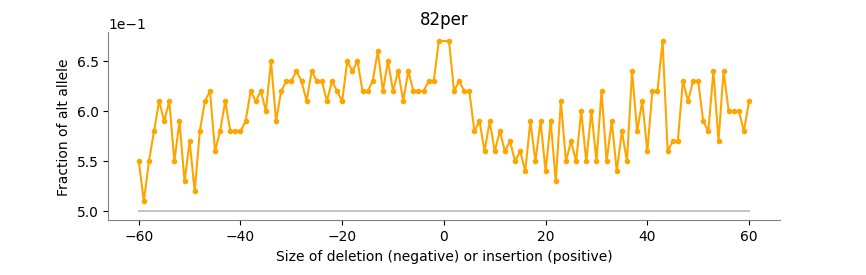 82per
1e−1
Fraction of alt allele
6.5
6.0
5.5
5.0
−60 −40 −20 0 20 40 60
Size of deletion (negative) or insertion (positive)